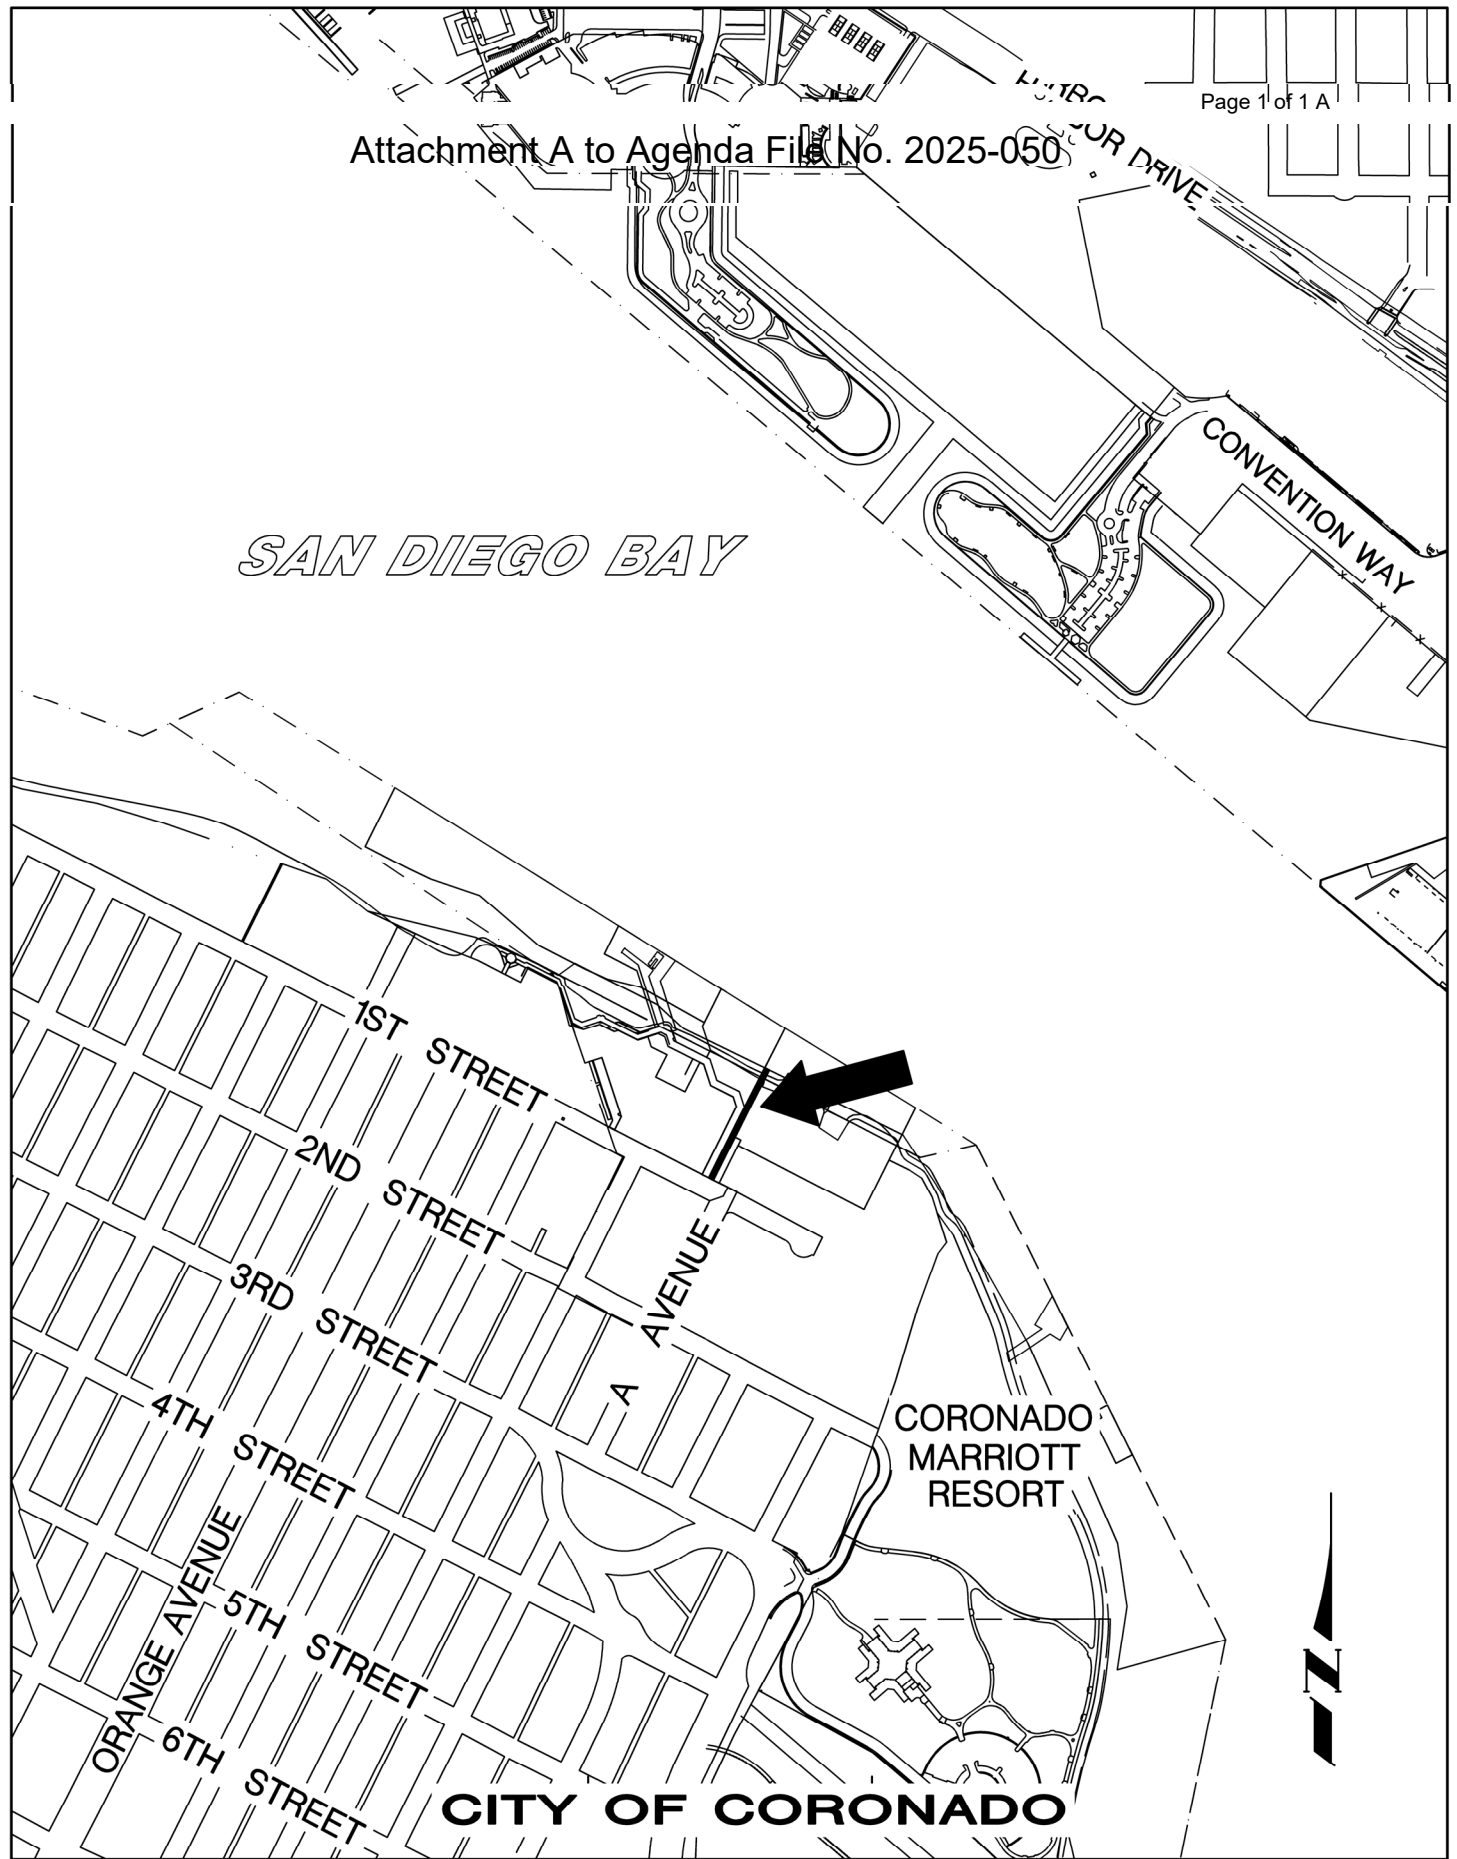 Page 1 of 1 A
Attachment A to Agenda File No. 2025-050
HARBOR DRIVE
CONVENTION WAY
SAN DIEGO BAY
1ST STREET
2ND STREET
3RD STREET
4TH STREET
5TH STREET
6TH STREET
A AVENUE
ORANGE AVENUE
CORONADO
MARRIOTT
RESORT
N
CITY OF CORONADO